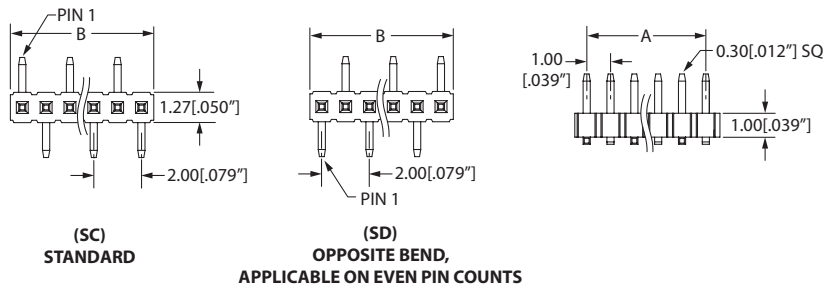 PIN 1
B
1.27[.050"]
2.00[.079"]
(SC)
STANDARD
B
2.00[.079"]
PIN 1
(SD)
OPPOSITE BEND,
APPLICABLE ON EVEN PIN COUNTS
A
1.00
[.039"]
0.30[.012"] SQ
1.00[.039"]